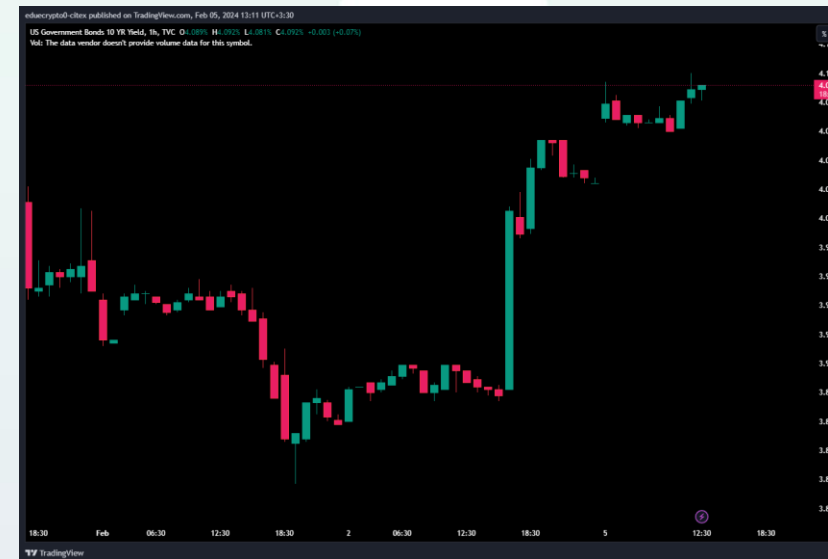 eduecrypto0-citex published on TradingView.com, Feb 05, 2024 13:11 UTC+3:30
US Government Bonds 10 YR Yield, 1h, TVC O4.089% H4.092% L4.081% C4.092% +0.003 (+0.07%)
Vol: The data vendor doesn't provide volume data for this symbol.
%
18:30 Feb 06:30 12:30 18:30 2 06:30 12:30 18:30 5 12:30 18:30
TradingView